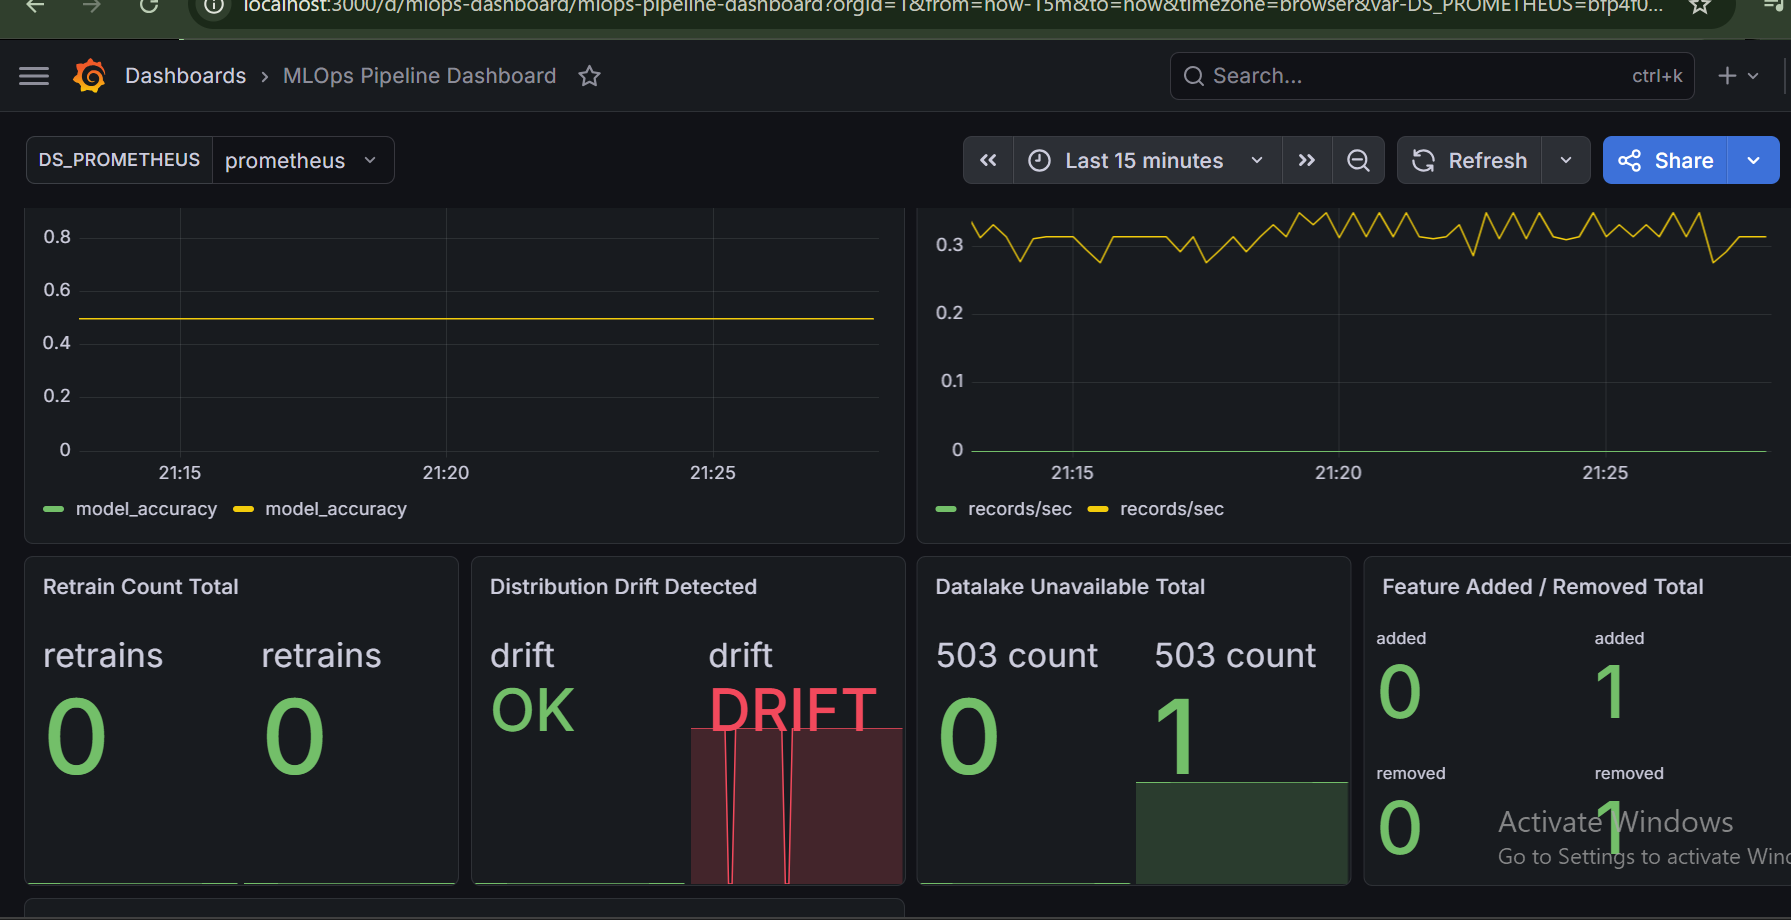 localhost:3000/d/mlops-dashboard/mlops-pipeline-dashboard?orgId=1&from=now-15m&to=now&timezone=browser&var-DS_PROMETHEUS=bfp4f0...
Dashboards › MLOps Pipeline Dashboard
Search... ctrl+k
DS_PROMETHEUS prometheus
Last 15 minutes Refresh Share
0.8
0.6
0.4
0.2
0
21:15 21:20 21:25
model_accuracy model_accuracy
0.3
0.2
0.1
0
21:15 21:20 21:25
records/sec records/sec
Retrain Count Total
retrains retrains
0 0
Distribution Drift Detected
drift drift
OK DRIFT
Datalake Unavailable Total
503 count 503 count
0 1
Feature Added / Removed Total
added added
0 1
removed removed
0 1
Activate Windows
Go to Settings to activate Win